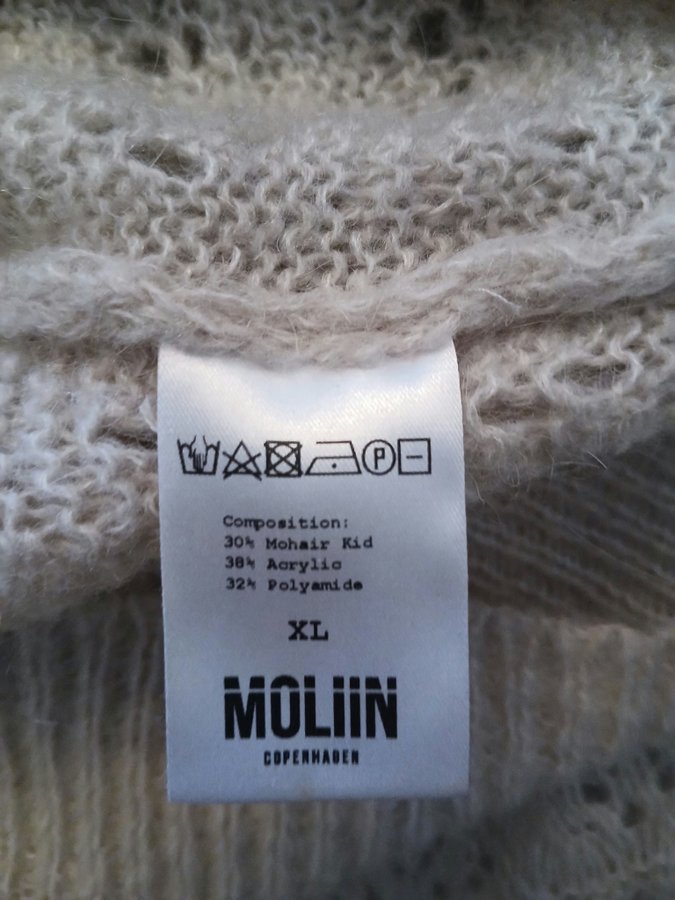 P
Composition:
30% Mohair Kid
38% Acrylic
32% Polyamide
XL
MOLIIN
COPENHAGEN